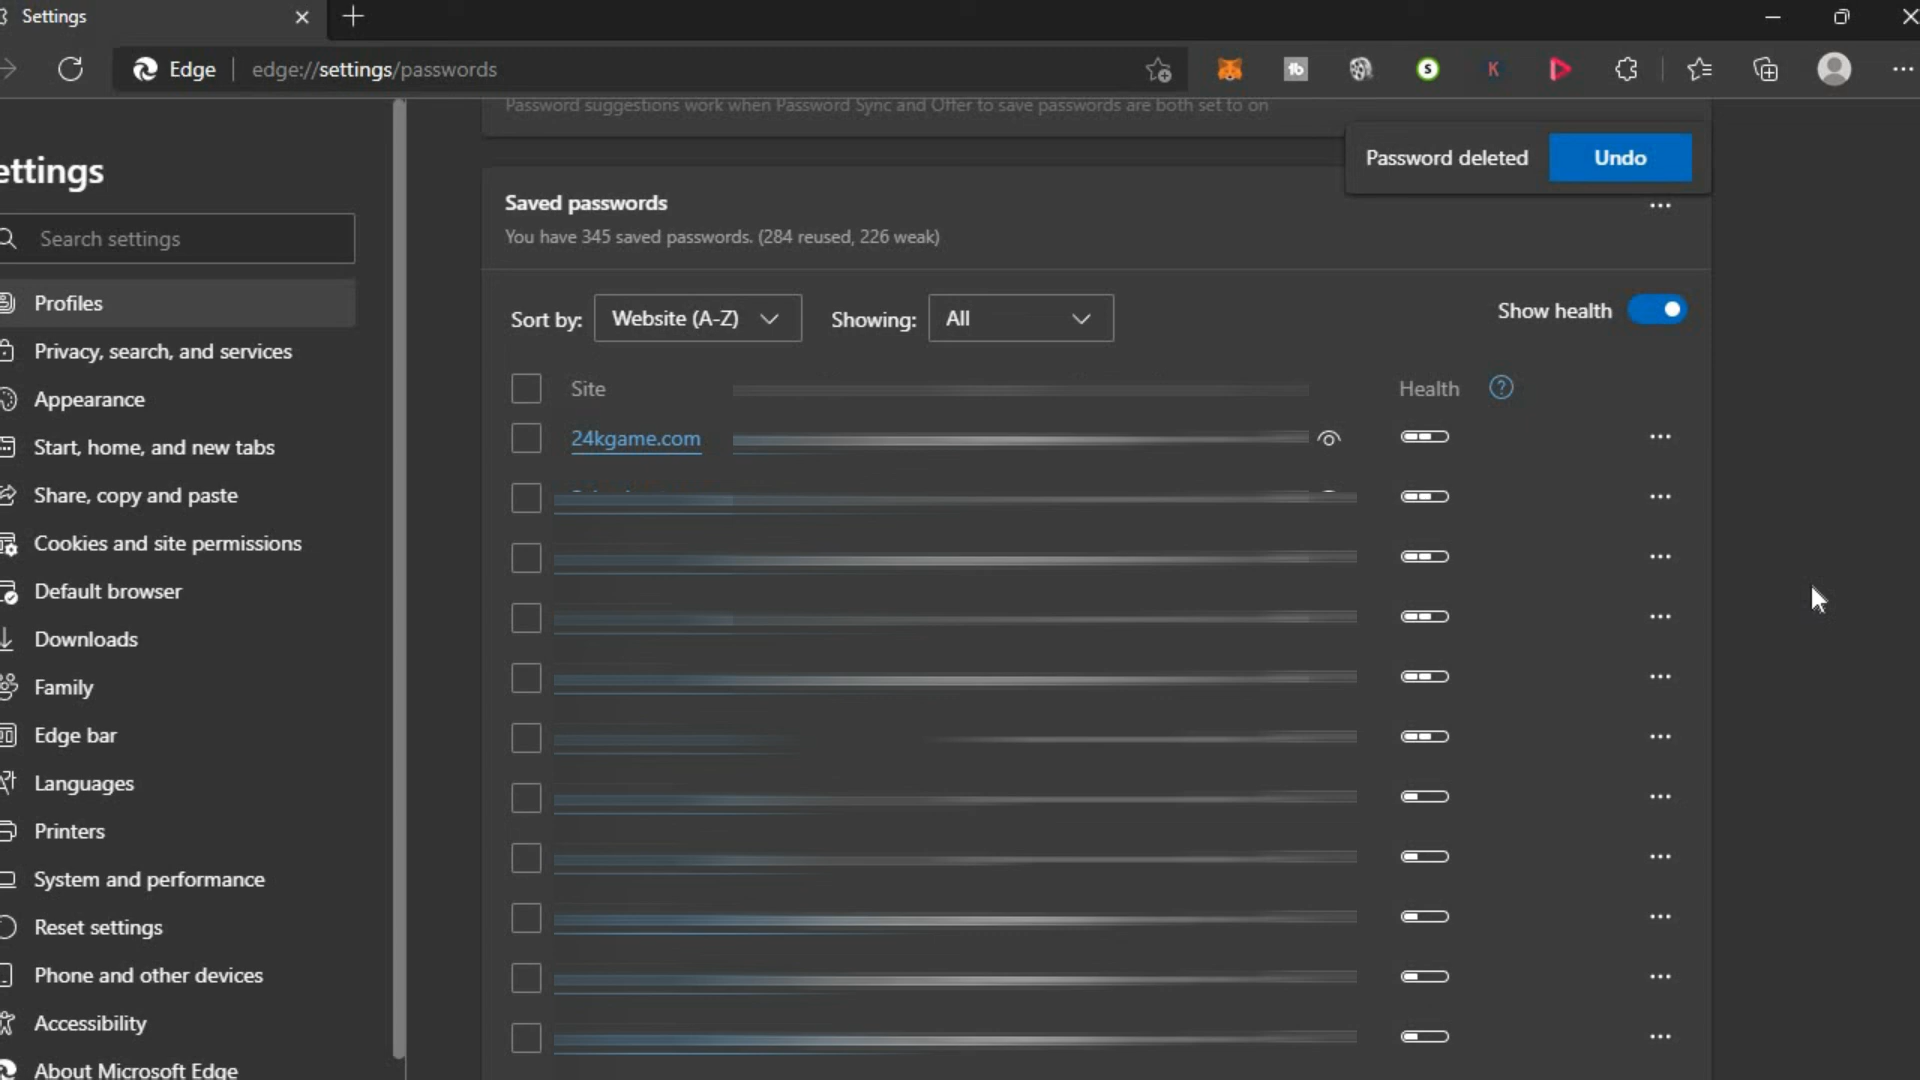 Settings
Edge
edge://settings/passwords
tb
S
K
Password suggestions work when Password Sync and Offer to save passwords are both set to on
Password deleted
Undo
ettings
Search settings
Profiles
Privacy, search, and services
Appearance
Start, home, and new tabs
Share, copy and paste
Cookies and site permissions
Default browser
Downloads
Family
Edge bar
Languages
Printers
System and performance
Reset settings
Phone and other devices
Accessibility
About Microsoft Edge
Saved passwords
You have 345 saved passwords. (284 reused, 226 weak)
Sort by: Website (A-Z) Showing: All
Show health
Site
Health ?
24kgame.com